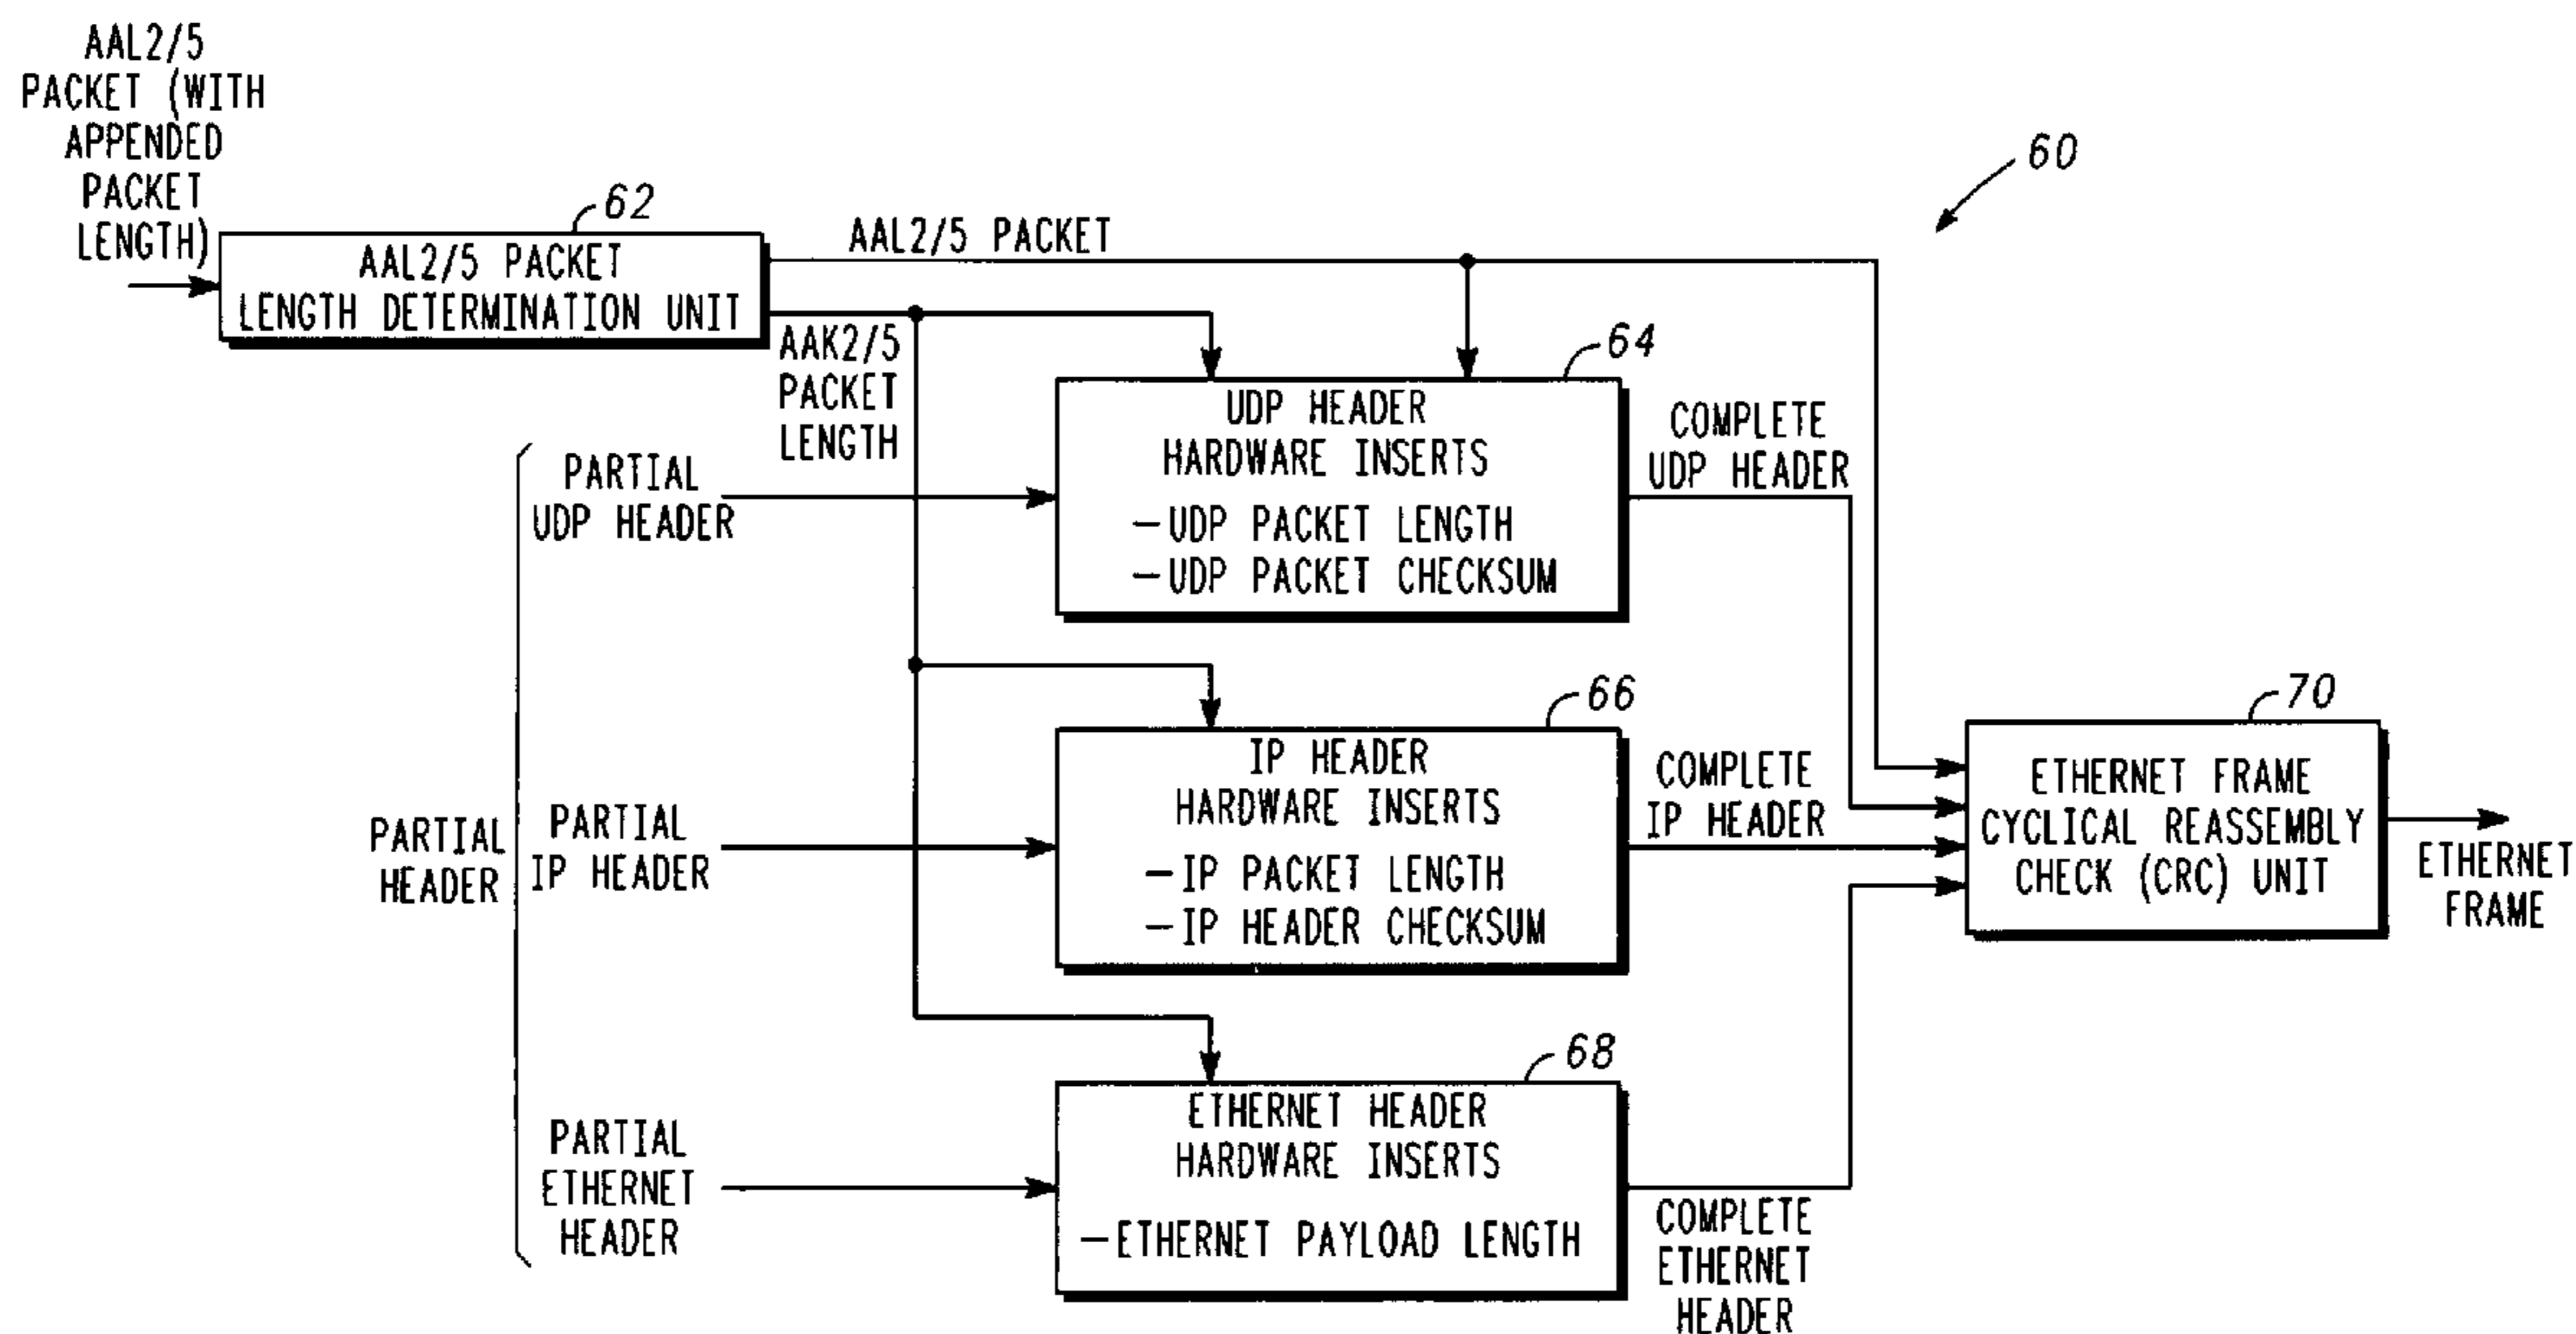 AAL2/5
PACKET (WITH
APPENDED
PACKET
LENGTH)
62
AAL2/5 PACKET
LENGTH DETERMINATION UNIT
AAL2/5 PACKET
60
AAK2/5
PACKET
LENGTH
64
UDP HEADER
HARDWARE INSERTS
-UDP PACKET LENGTH
-UDP PACKET CHECKSUM
COMPLETE
UDP HEADER
PARTIAL
UDP HEADER
66
IP HEADER
HARDWARE INSERTS
-IP PACKET LENGTH
-IP HEADER CHECKSUM
COMPLETE
IP HEADER
PARTIAL
HEADER
PARTIAL
IP HEADER
70
ETHERNET FRAME
CYCLICAL REASSEMBLY
CHECK (CRC) UNIT
ETHERNET
FRAME
68
ETHERNET HEADER
HARDWARE INSERTS
-ETHERNET PAYLOAD LENGTH
PARTIAL
ETHERNET
HEADER
COMPLETE
ETHERNET
HEADER